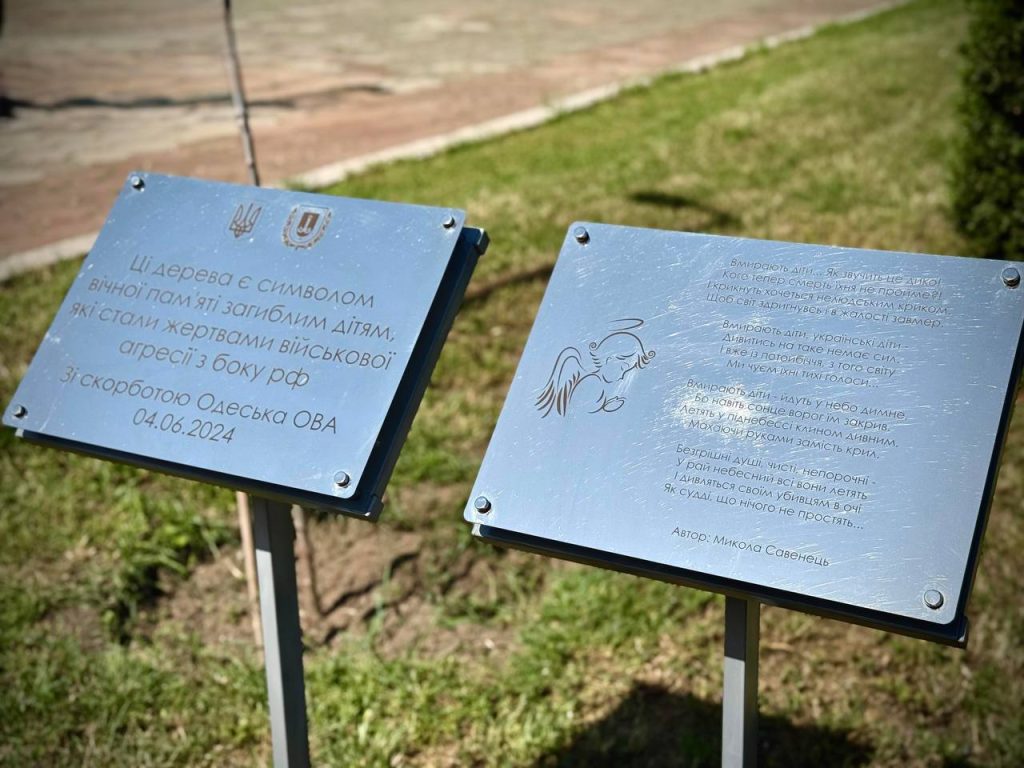 Ці дерева є символом
вічної пам'яті загиблим дітям,
які стали жертвами військової
агресії з боку рф
Зі скорботою Одеська ОВА
04.06.2024
Вмирають діти... Як звучить це дико!
Кого тепер смерть їхня не пройме?!
І крикнуть хочеться нелюдським криком,
Щоб світ здригнувсь і в жалості завмер.
Вмирають діти, українські діти...
Дивитись на таке немає сил.
І вже із потойбіччя, з того світу
Ми чуєм їхні тихі голоси...
Вмирають діти - йдуть у небо димне,
Бо навіть сонце ворог їм закрив.
Летять у піднебессі клином дивним,
Махаючи руками замість крил.
Безгрішні душі, чисті, непорочні -
у рай небесний всі вони летять
І дивляться своїм убивцям в очі
Як судді, що нічого не простять...
Автор: Микола Савенець